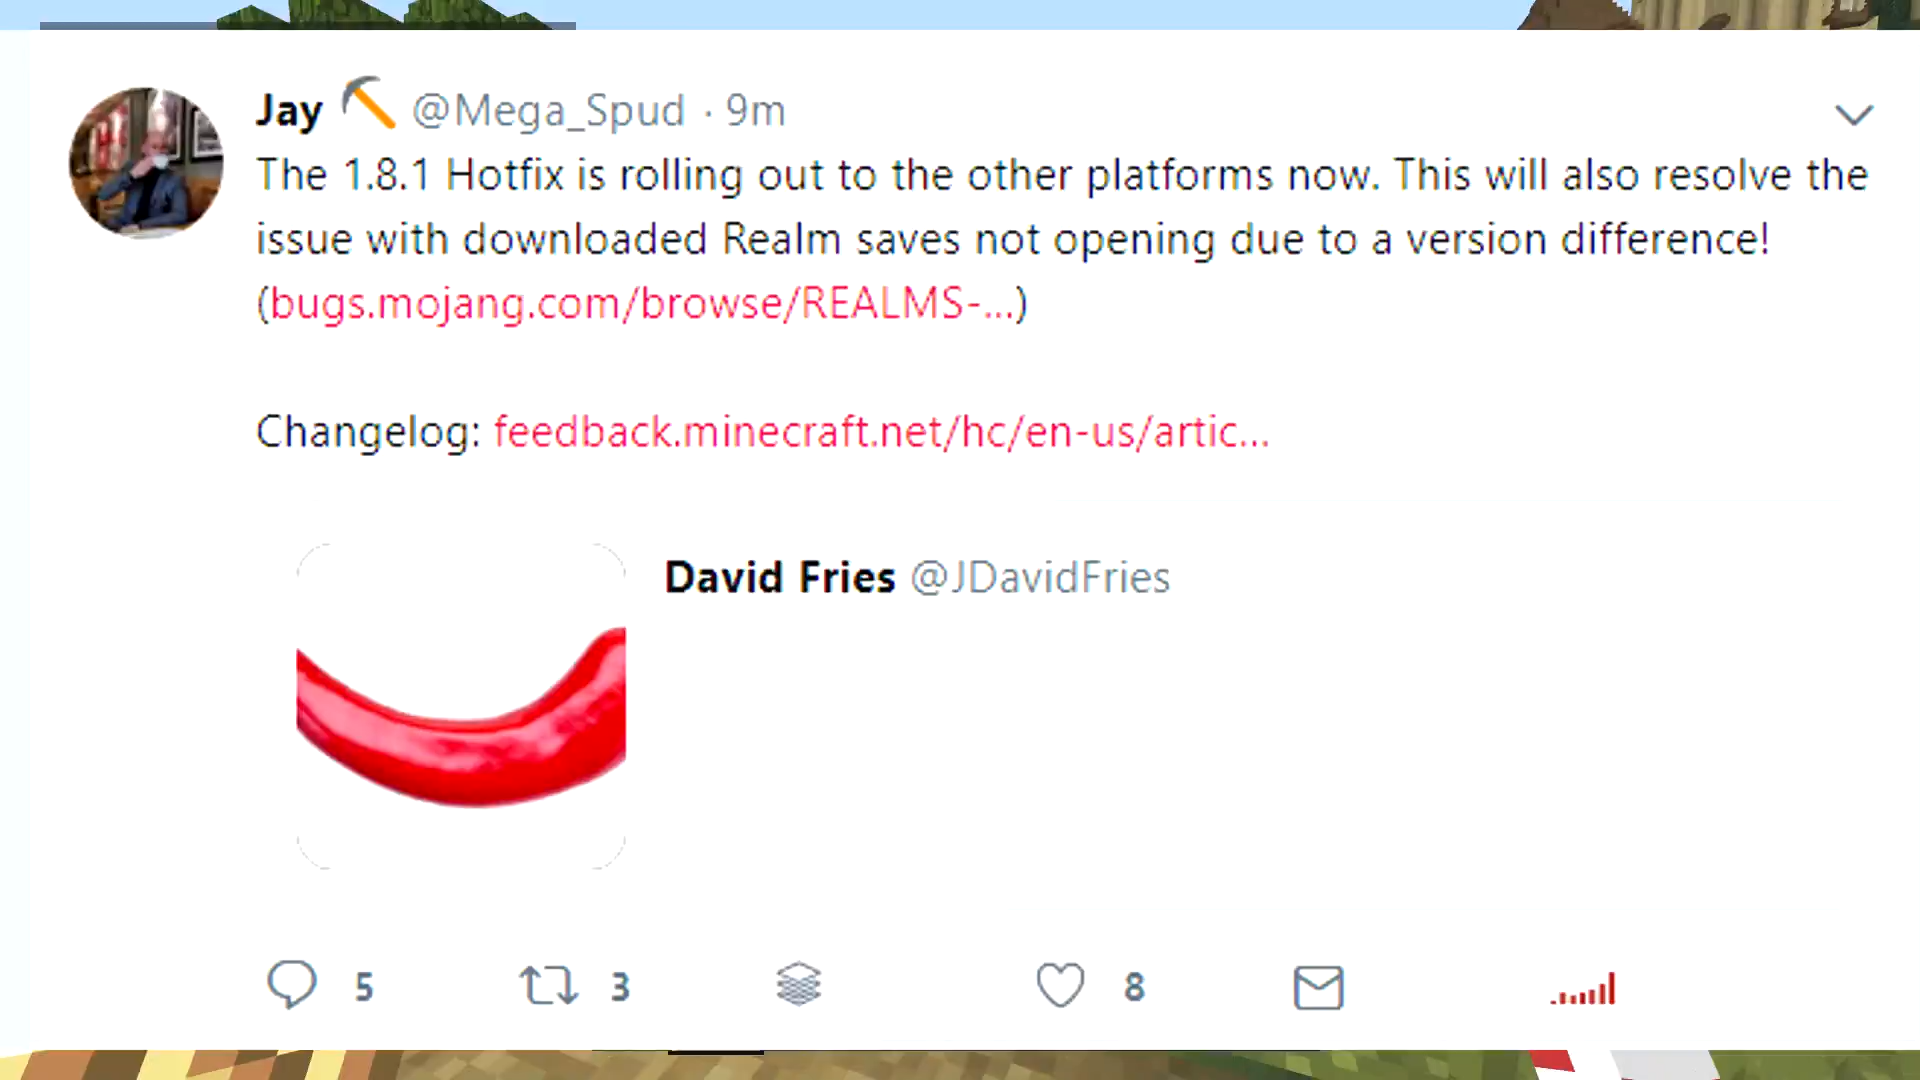 Jay @Mega_Spud · 9m
The 1.8.1 Hotfix is rolling out to the other platforms now. This will also resolve the
issue with downloaded Realm saves not opening due to a version difference!
(bugs.mojang.com/browse/REALMS-...)
Changelog: feedback.minecraft.net/hc/en-us/artic...
David Fries @JDavidFries
5 3 8